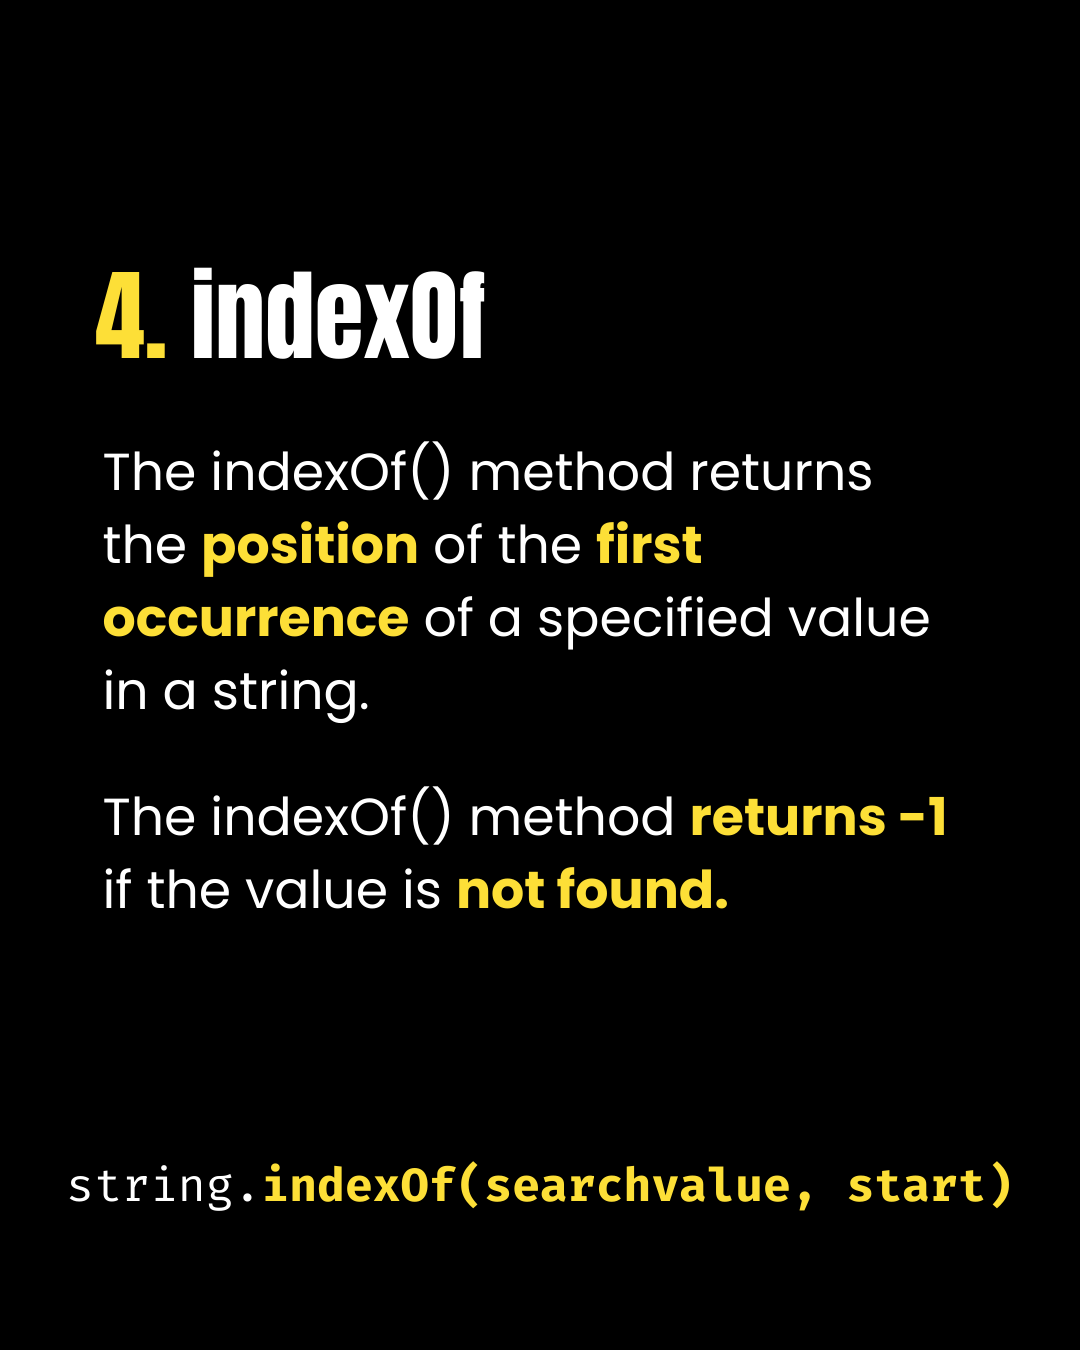 4. indexOf
The indexOf() method returns
the position of the first
occurrence of a specified value
in a string.
The indexOf() method returns -1
if the value is not found.
string.indexOf(searchvalue, start)